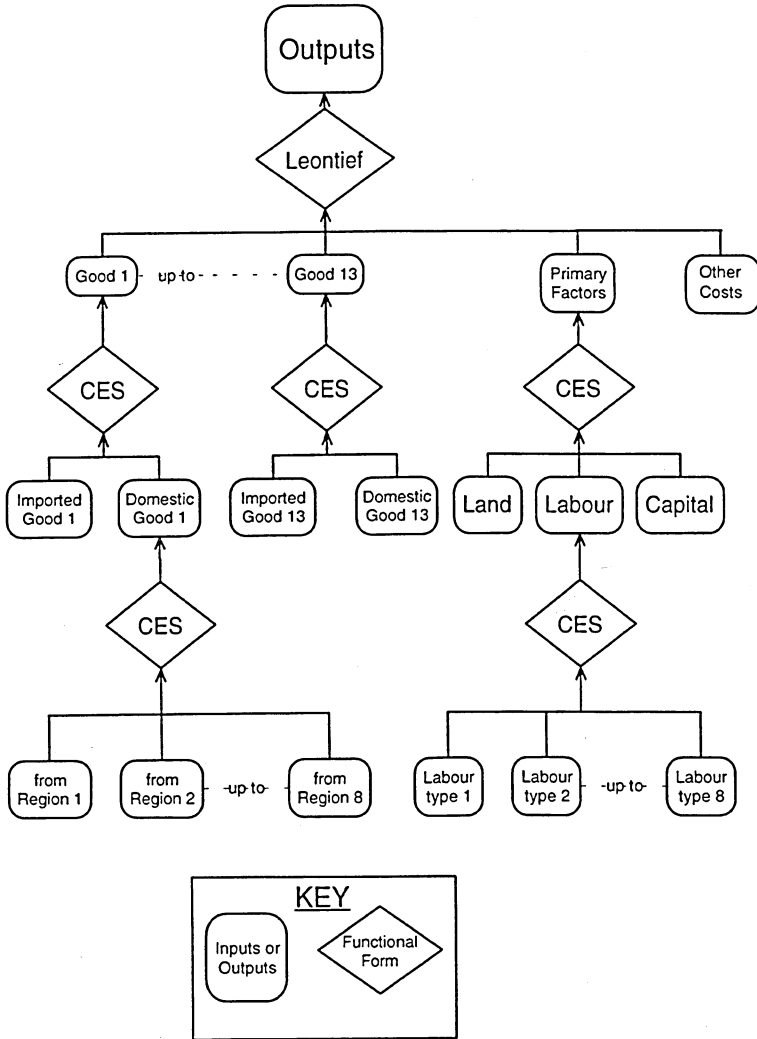 Outputs
Leontief
Good 1
up to
Good 13
Primary
Factors
Other
Costs
CES
CES
CES
Imported
Good 1
Domestic
Good 1
Imported
Good 13
Domestic
Good 13
Land
Labour
Capital
CES
CES
from
Region 1
from
Region 2
up to
from
Region 8
Labour
type 1
Labour
type 2
up to
Labour
type 8
KEY
Inputs or
Outputs
Functional
Form